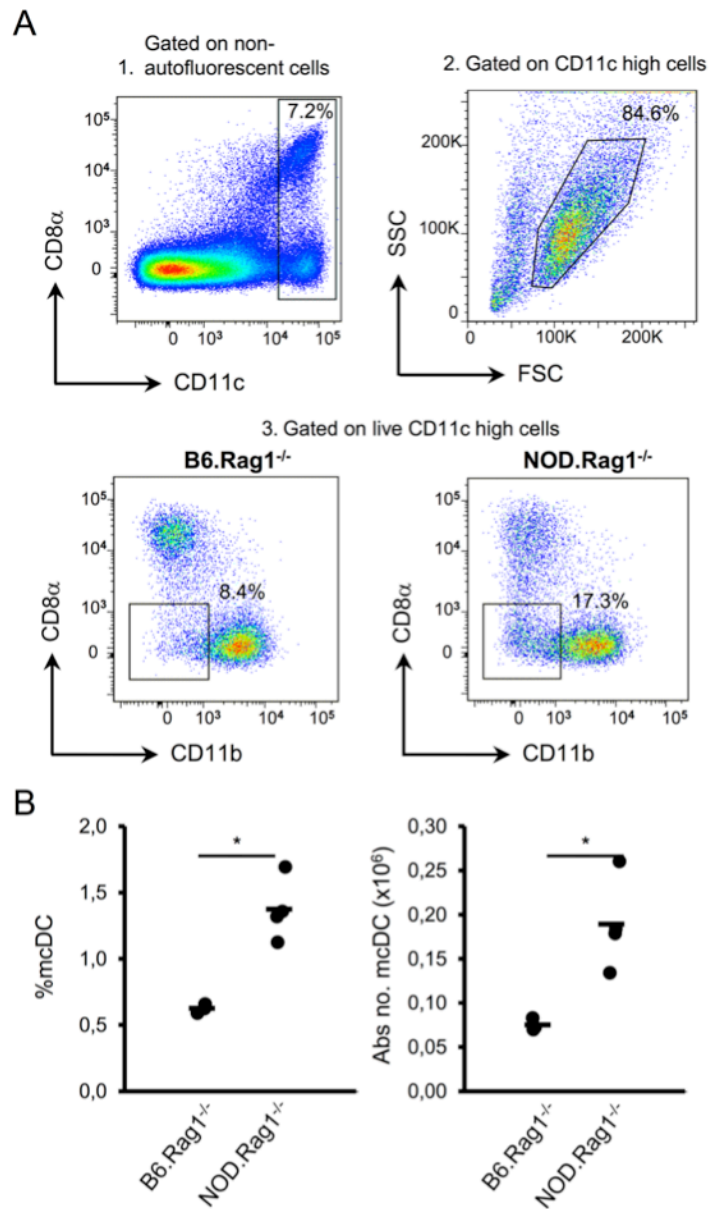 A
Gated on non-
1. autofluorescent cells
2. Gated on CD11c high cells
7.2%
84.6%
10⁵
10⁴
10³
0
CD8α
0 10³ 10⁴ 10⁵
CD11c
200K
100K
0
SSC
0 100K 200K
FSC
3. Gated on live CD11c high cells
B6.Rag1⁻/⁻
NOD.Rag1⁻/⁻
10⁵
10⁴
10³
0
CD8α
8.4%
0 10³ 10⁴ 10⁵
CD11b
10⁵
10⁴
10³
0
CD8α
17.3%
0 10³ 10⁴ 10⁵
CD11b
B
2,0
1,5
1,0
0,5
0,0
%mcDC
*
B6.Rag1⁻/⁻
NOD.Rag1⁻/⁻
0,30
0,25
0,20
0,15
0,10
0,05
0,00
Abs no. mcDC (x10⁶)
*
B6.Rag1⁻/⁻
NOD.Rag1⁻/⁻